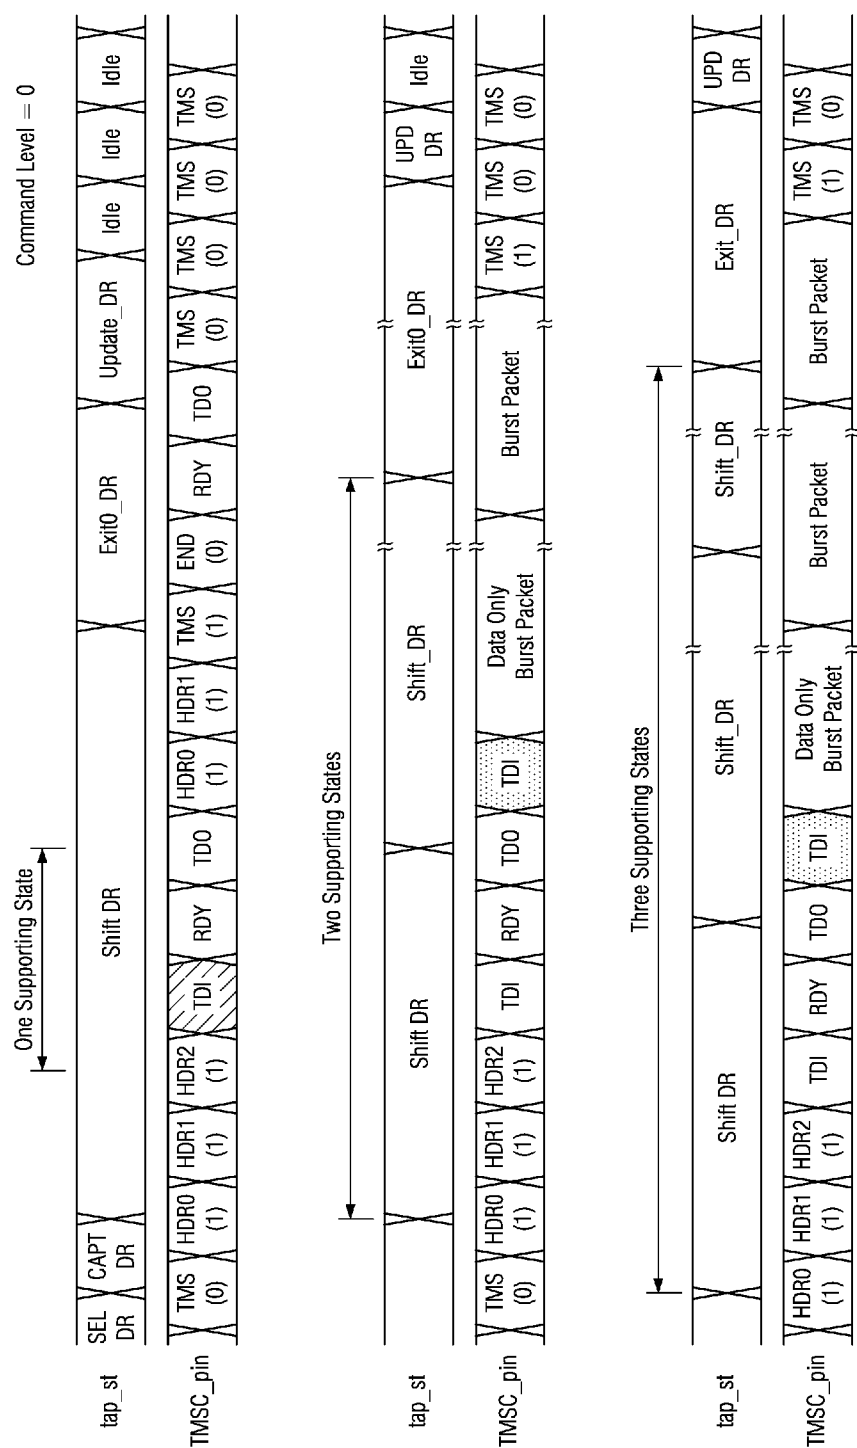 Command Level = 0
One Supporting State
tap_st
SEL
DR
CAPT
DR
Shift DR
Exit0_DR
Update_DR
Idle
Idle
Idle
TMSC_pin
TMS
(0)
HDR0
(1)
HDR1
(1)
HDR2
(1)
TDI
RDY
TDO
HDR0
(1)
HDR1
(1)
TMS
(1)
END
(0)
RDY
TDO
TMS
(0)
TMS
(0)
TMS
(0)
TMS
(0)
Two Supporting States
tap_st
Shift DR
Shift_DR
Exit0_DR
UPD
DR
Idle
TMSC_pin
TMS
(0)
HDR0
(1)
HDR1
(1)
HDR2
(1)
TDI
RDY
TDO
TDI
Data Only
Burst Packet
Burst Packet
TMS
(1)
TMS
(0)
TMS
(0)
Three Supporting States
tap_st
Shift DR
Shift_DR
Shift_DR
Exit_DR
UPD
DR
TMSC_pin
HDR0
(1)
HDR1
(1)
HDR2
(1)
TDI
RDY
TDO
TDI
Data Only
Burst Packet
Burst Packet
Burst Packet
TMS
(1)
TMS
(0)